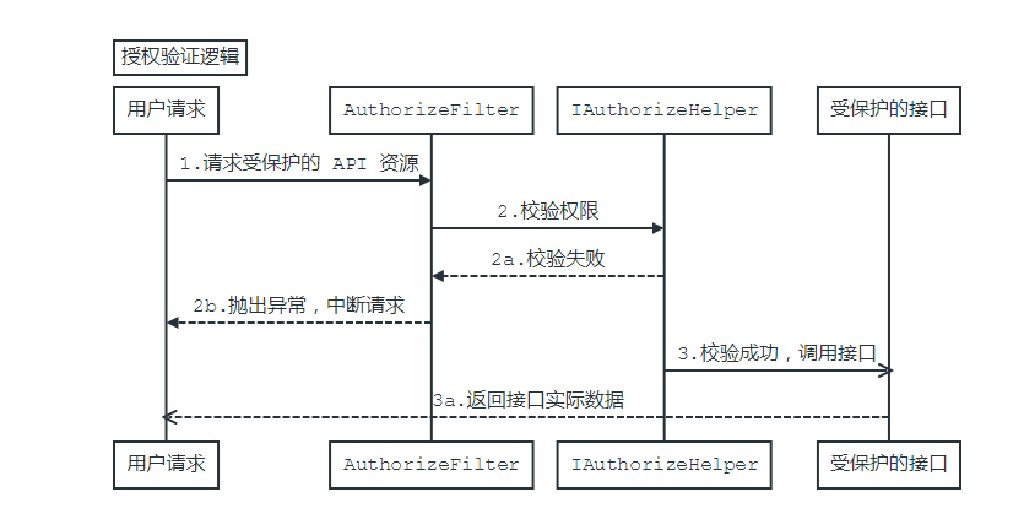 授权验证逻辑
用户请求 AuthorizeFilter IAuthorizeHelper 受保护的接口
1.请求受保护的 API 资源
2.校验权限
2a.校验失败
2b.抛出异常，中断请求
3.校验成功，调用接口
3a.返回接口实际数据
用户请求 AuthorizeFilter IAuthorizeHelper 受保护的接口